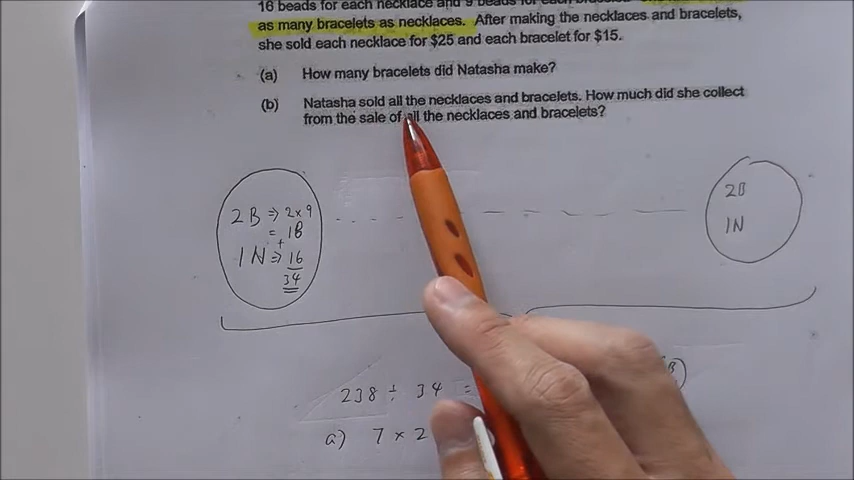 16 beads for each necklace and 9 beads for each
as many bracelets as necklaces. After making the necklaces and bracelets,
she sold each necklace for $25 and each bracelet for $15.
(a) How many bracelets did Natasha make?
(b) Natasha sold all the necklaces and bracelets. How much did she collect
from the sale of all the necklaces and bracelets?
2B ⇒ 2×9
= 18
+
1N ⇒ 16
34
2B
1N
238 ÷ 34 =
a) 7 × 2